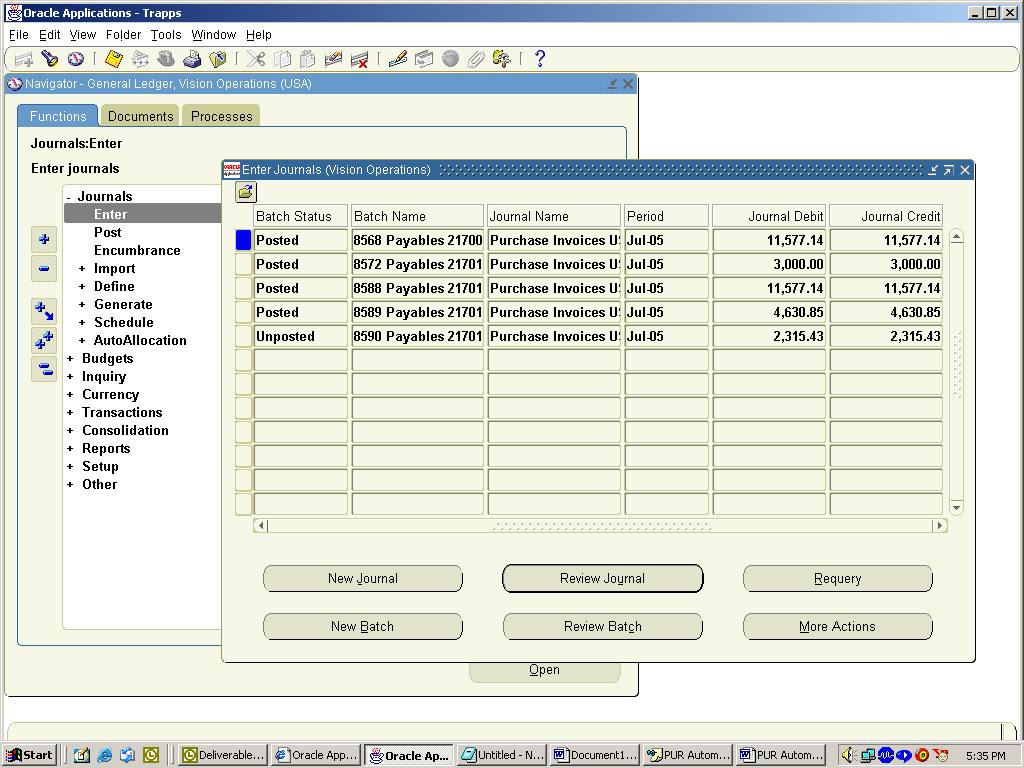 Oracle Applications - Trapps
File Edit View Folder Tools Window Help
Navigator - General Ledger, Vision Operations (USA)
Functions Documents Processes
Journals:Enter
Enter journals
- Journals
Enter
Post
Encumbrance
+ Import
+ Define
+ Generate
+ Schedule
+ AutoAllocation
+ Budgets
+ Inquiry
+ Currency
+ Transactions
+ Consolidation
+ Reports
+ Setup
+ Other
Open
ORACLE Enter Journals (Vision Operations)
Batch Status Batch Name Journal Name Period Journal Debit Journal Credit
Posted 8568 Payables 21700 Purchase Invoices U Jul-05 11,577.14 11,577.14
Posted 8572 Payables 21701 Purchase Invoices U Jul-05 3,000.00 3,000.00
Posted 8588 Payables 21701 Purchase Invoices U Jul-05 11,577.14 11,577.14
Posted 8589 Payables 21701 Purchase Invoices U Jul-05 4,630.85 4,630.85
Unposted 8590 Payables 21701 Purchase Invoices U Jul-05 2,315.43 2,315.43
New Journal Review Journal Requery
New Batch Review Batch More Actions
Start Deliverable... Oracle App... Oracle Ap... Untitled - N... Document1... PUR Autom... PUR Autom... 5:35 PM